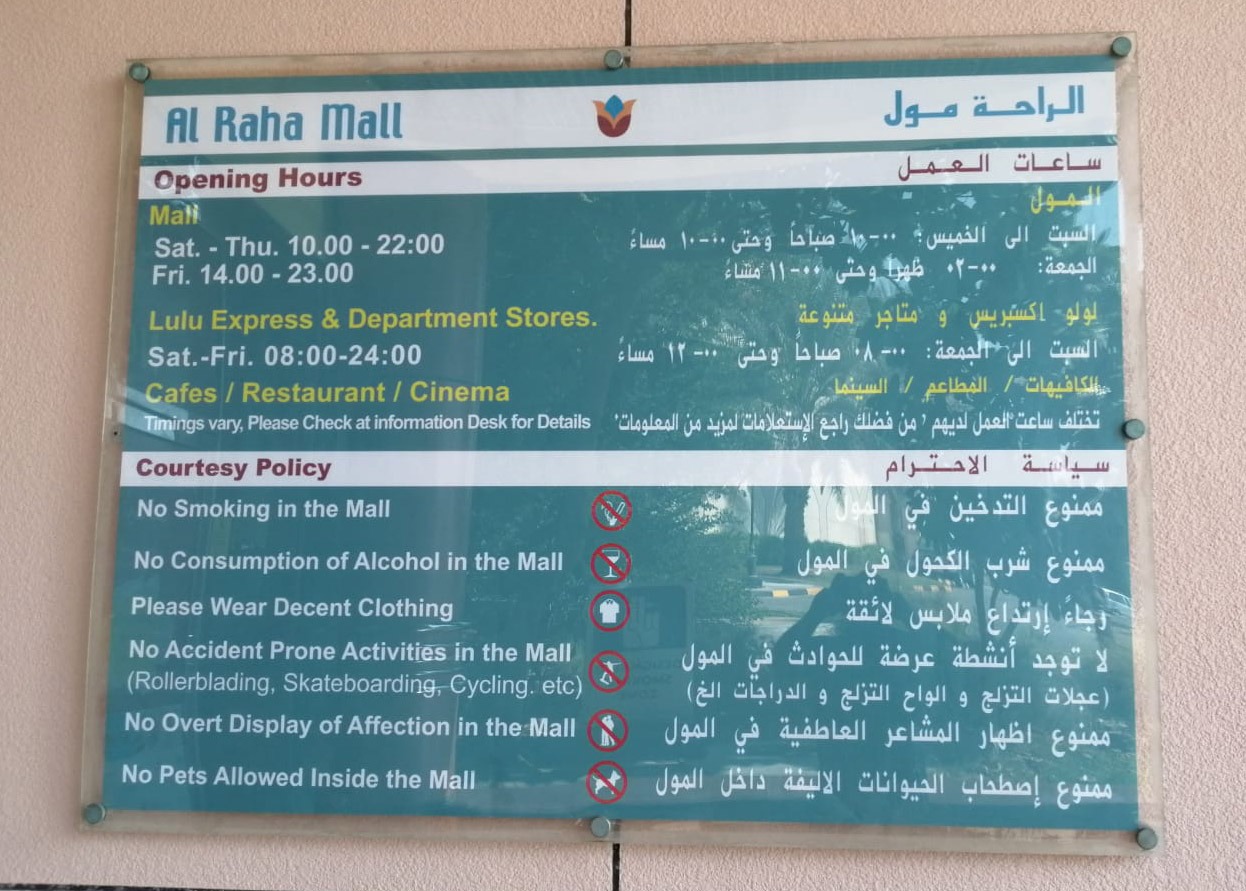 Al Raha Mall
الراحة مول
Opening Hours
ساعات العمل
Mall
المول
Sat. - Thu. 10.00 - 22:00
السبت الى الخميس: ٠٠-١٠ صباحاً وحتى ٠٠-١٠ مساءً
Fri. 14.00 - 23.00
الجمعة: ٠٠-٠٢ ظهرا وحتى ٠٠-١١ مساء
Lulu Express & Department Stores.
لولو اكسبريس و متاجر متنوعة
Sat.-Fri. 08:00-24:00
السبت الى الجمعة: ٠٠-٠٨ صباحاً وحتى ٠٠-١٢ مساءً
Cafes / Restaurant / Cinema
الكافيهات / المطاعم / السينما
Timings vary, Please Check at information Desk for Details
تختلف ساعت العمل لديهم "من فضلك راجع الإستعلامات لمزيد من المعلومات"
Courtesy Policy
سياسة الاحترام
No Smoking in the Mall
ممنوع التدخين في المول
No Consumption of Alcohol in the Mall
ممنوع شرب الكحول في المول
Please Wear Decent Clothing
رجاءً إرتداع ملابس لائقة
No Accident Prone Activities in the Mall
لا توجد أنشطة عرضة للحوادث في المول
(Rollerblading, Skateboarding, Cycling. etc)
(عجلات التزلج و الواح التزلج و الدراجات الخ)
No Overt Display of Affection in the Mall
ممنوع اظهار المشاعر العاطفية في المول
No Pets Allowed Inside the Mall
ممنوع إصطحاب الحيوانات الاليفة داخل المول